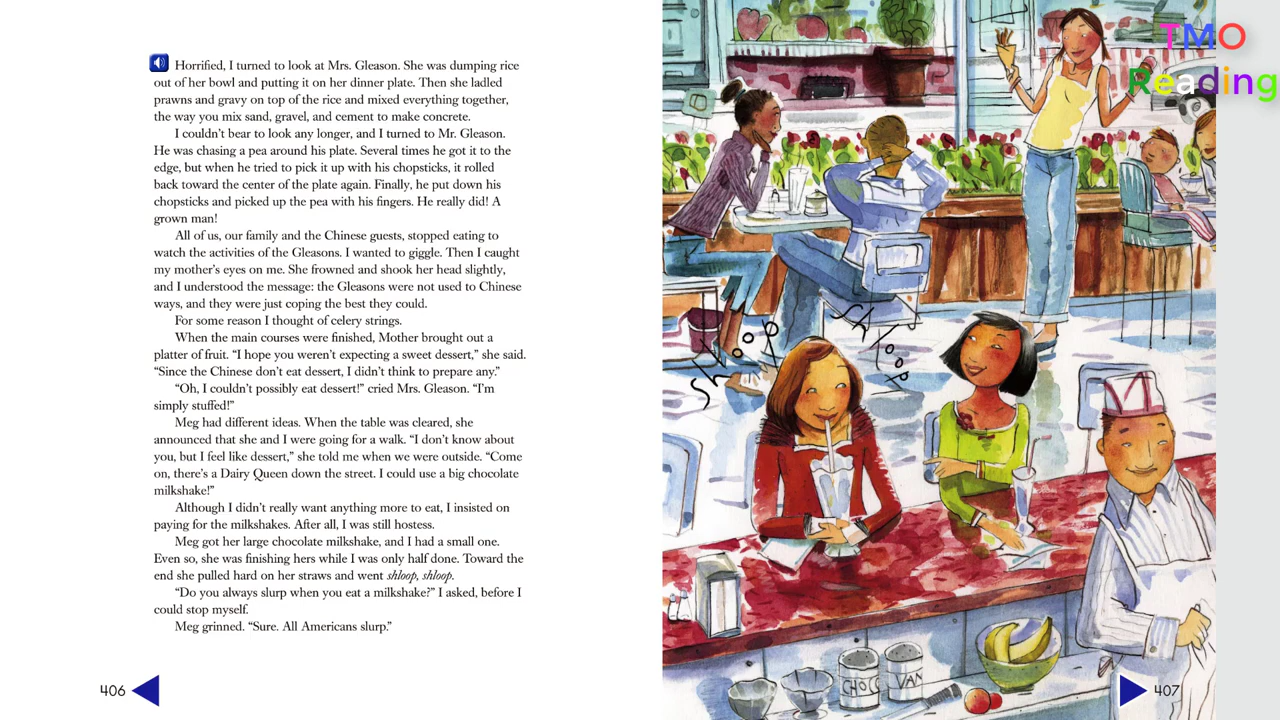 Horrified, I turned to look at Mrs. Gleason. She was dumping rice
out of her bowl and putting it on her dinner plate. Then she ladled
prawns and gravy on top of the rice and mixed everything together,
the way you mix sand, gravel, and cement to make concrete.
I couldn’t bear to look any longer, and I turned to Mr. Gleason.
He was chasing a pea around his plate. Several times he got it to the
edge, but when he tried to pick it up with his chopsticks, it rolled
back toward the center of the plate again. Finally, he put down his
chopsticks and picked up the pea with his fingers. He really did! A
grown man!
All of us, our family and the Chinese guests, stopped eating to
watch the activities of the Gleasons. I wanted to giggle. Then I caught
my mother’s eyes on me. She frowned and shook her head slightly,
and I understood the message: the Gleasons were not used to Chinese
ways, and they were just coping the best they could.
For some reason I thought of celery strings.
When the main courses were finished, Mother brought out a
platter of fruit. “I hope you weren’t expecting a sweet dessert,” she said.
“Since the Chinese don’t eat dessert, I didn’t think to prepare any.”
“Oh, I couldn’t possibly eat dessert!” cried Mrs. Gleason. “I’m
simply stuffed!”
Meg had different ideas. When the table was cleared, she
announced that she and I were going for a walk. “I don’t know about
you, but I feel like dessert,” she told me when we were outside. “Come
on, there’s a Dairy Queen down the street. I could use a big chocolate
milkshake!”
Although I didn’t really want anything more to eat, I insisted on
paying for the milkshakes. After all, I was still hostess.
Meg got her large chocolate milkshake, and I had a small one.
Even so, she was finishing hers while I was only half done. Toward the
end she pulled hard on her straws and went shloop, shloop.
“Do you always slurp when you eat a milkshake?” I asked, before I
could stop myself.
Meg grinned. “Sure. All Americans slurp.”
406
TMO
Reading
shloop
shloop
CHOC
VAN
407